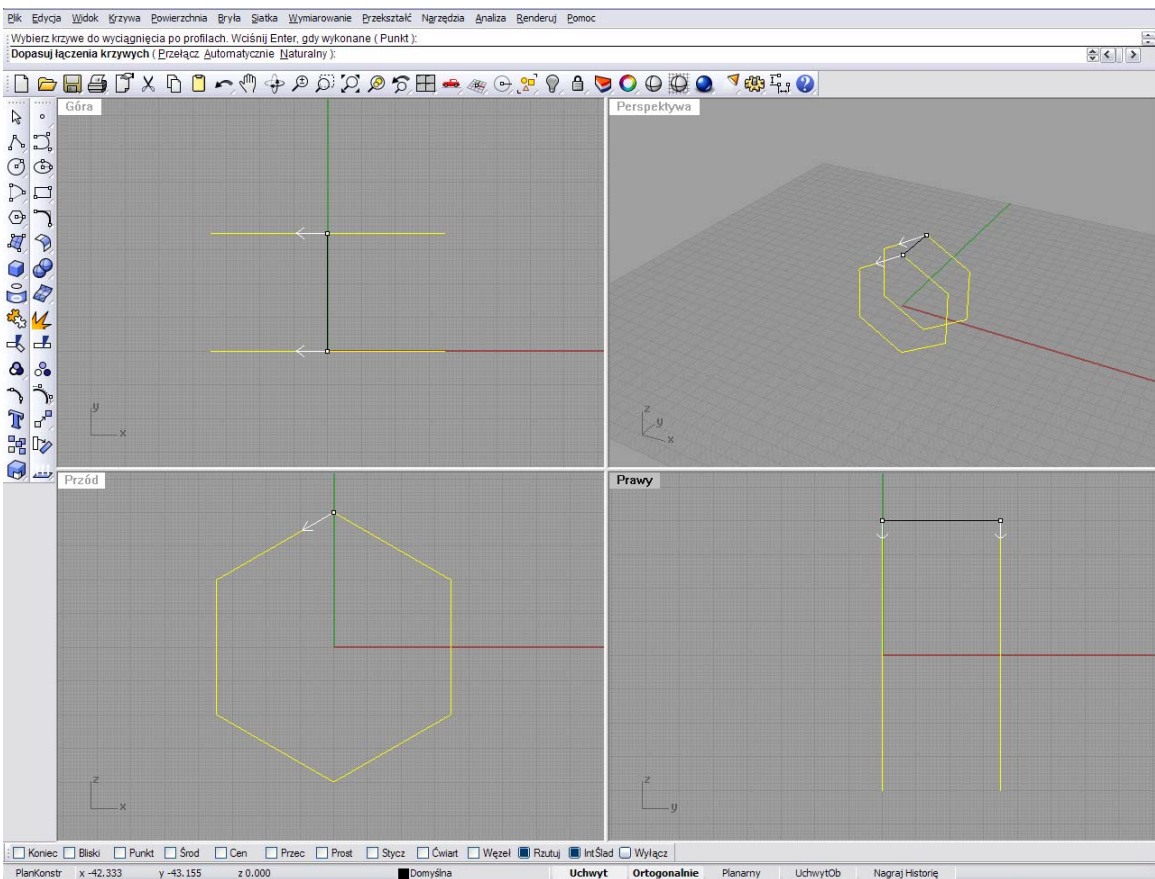 Plik Edycja Widok Krzywa Powierzchnia Bryła Siatka Wymiarowanie Przekształć Narzędzia Analiza Renderuj Pomoc
Wybierz krzywe do wyciągnięcia po profilach. Wciśnij Enter, gdy wykonane ( Punkt ):
Dopasuj łączenia krzywych ( Przełącz Automatycznie Naturalny ):
Góra
Perspektywa
y
x
z
y
x
Przód
Prawy
z
x
z
y
Koniec Bliski Punkt Środ Cen Przec Prost Stycz Ćwiart Węzeł Rzutuj IntŚlad Wyłącz
PlanKonstr x -42.333 y -43.155 z 0.000 Domyślna Uchwyt Ortogonalnie Planarny UchwytOb Nagraj Historię